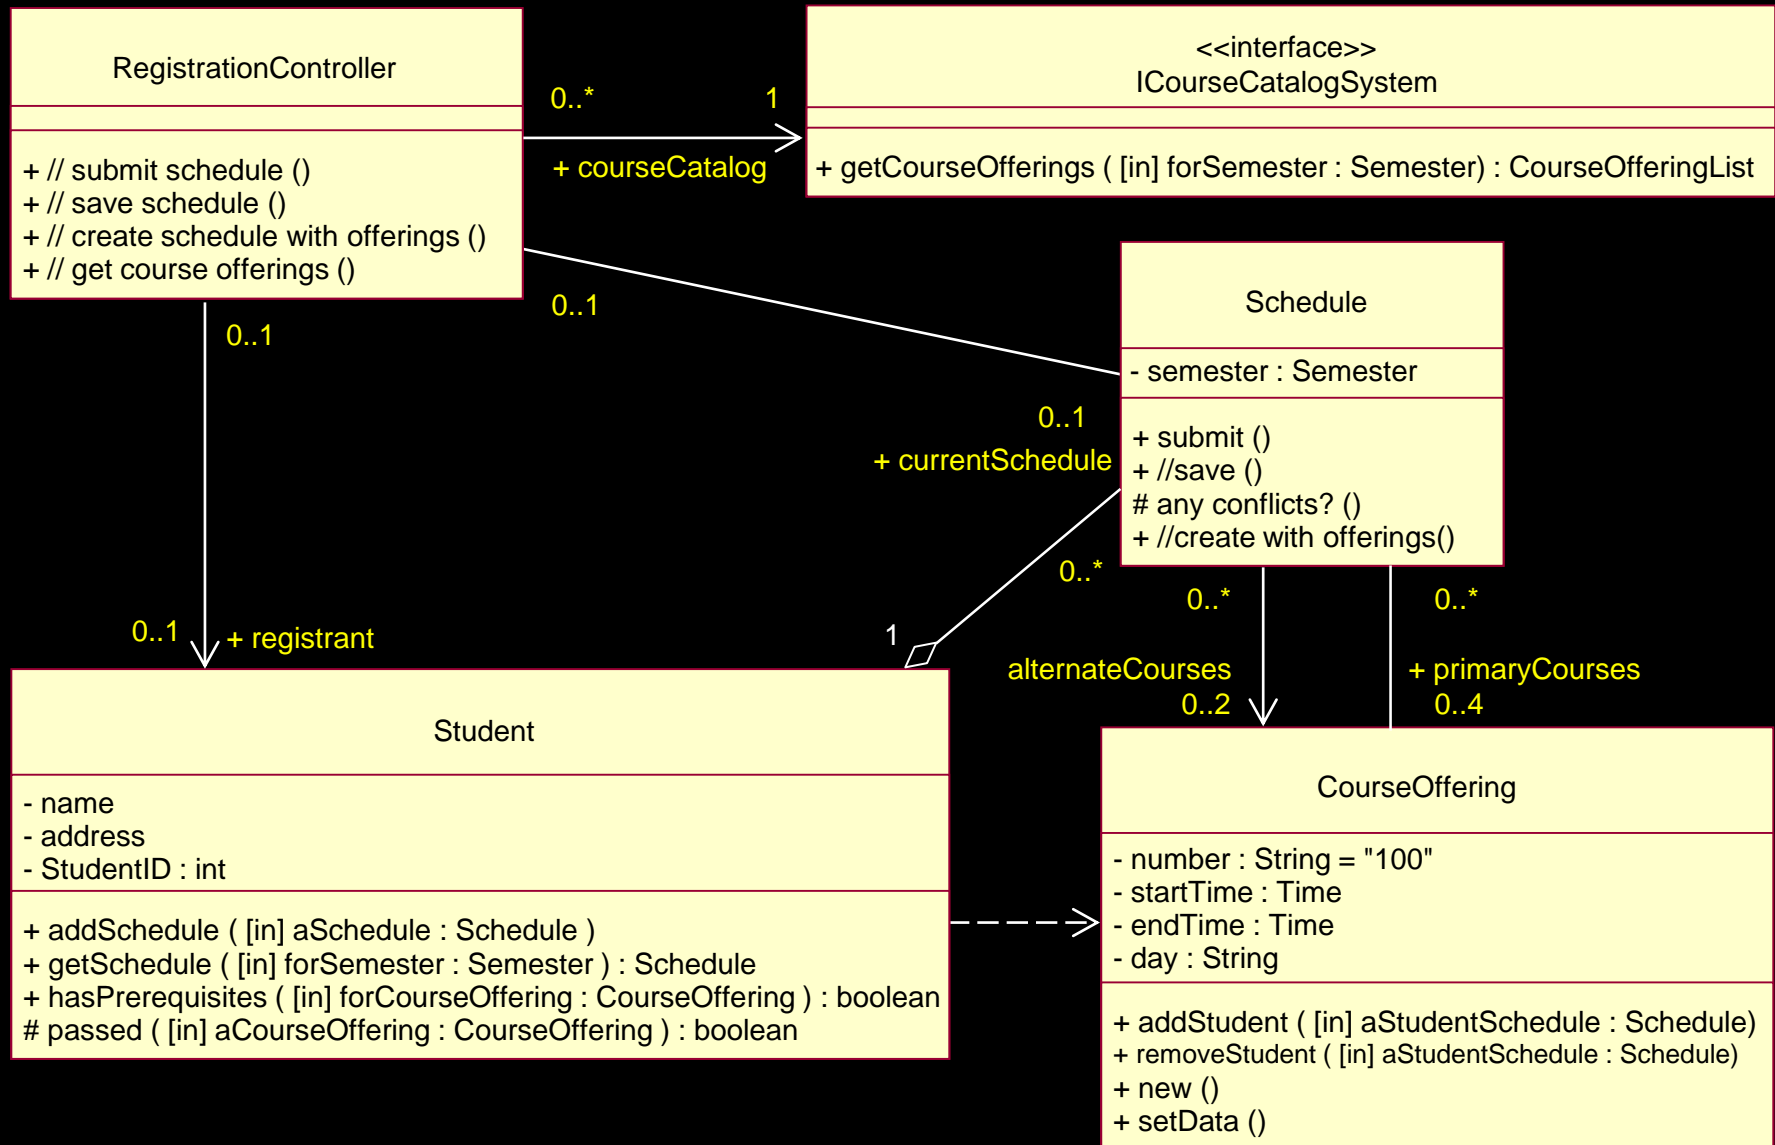 RegistrationController
+ // submit schedule ()
+ // save schedule ()
+ // create schedule with offerings ()
+ // get course offerings ()
0..*
1
+ courseCatalog
<<interface>>
ICourseCatalogSystem
+ getCourseOfferings ( [in] forSemester : Semester) : CourseOfferingList
0..1
0..1
Schedule
- semester : Semester
+ submit ()
+ //save ()
# any conflicts? ()
+ //create with offerings()
0..1
+ currentSchedule
0..*
1
0..1
+ registrant
0..*
0..*
alternateCourses
0..2
+ primaryCourses
0..4
Student
- name
- address
- StudentID : int
+ addSchedule ( [in] aSchedule : Schedule )
+ getSchedule ( [in] forSemester : Semester ) : Schedule
+ hasPrerequisites ( [in] forCourseOffering : CourseOffering ) : boolean
# passed ( [in] aCourseOffering : CourseOffering ) : boolean
CourseOffering
- number : String = "100"
- startTime : Time
- endTime : Time
- day : String
+ addStudent ( [in] aStudentSchedule : Schedule)
+ removeStudent ( [in] aStudentSchedule : Schedule)
+ new ()
+ setData ()